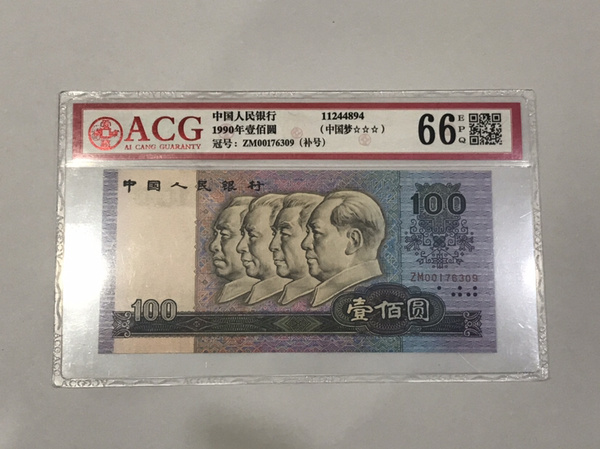 ACG
AI CANG GUARANTY
中国人民银行
1990年壹佰圆
冠号：ZM00176309（补号）
11244894
（中国梦☆☆☆）
66 EPQ
中国人民银行
100
ZM00176309
100
壹佰圆